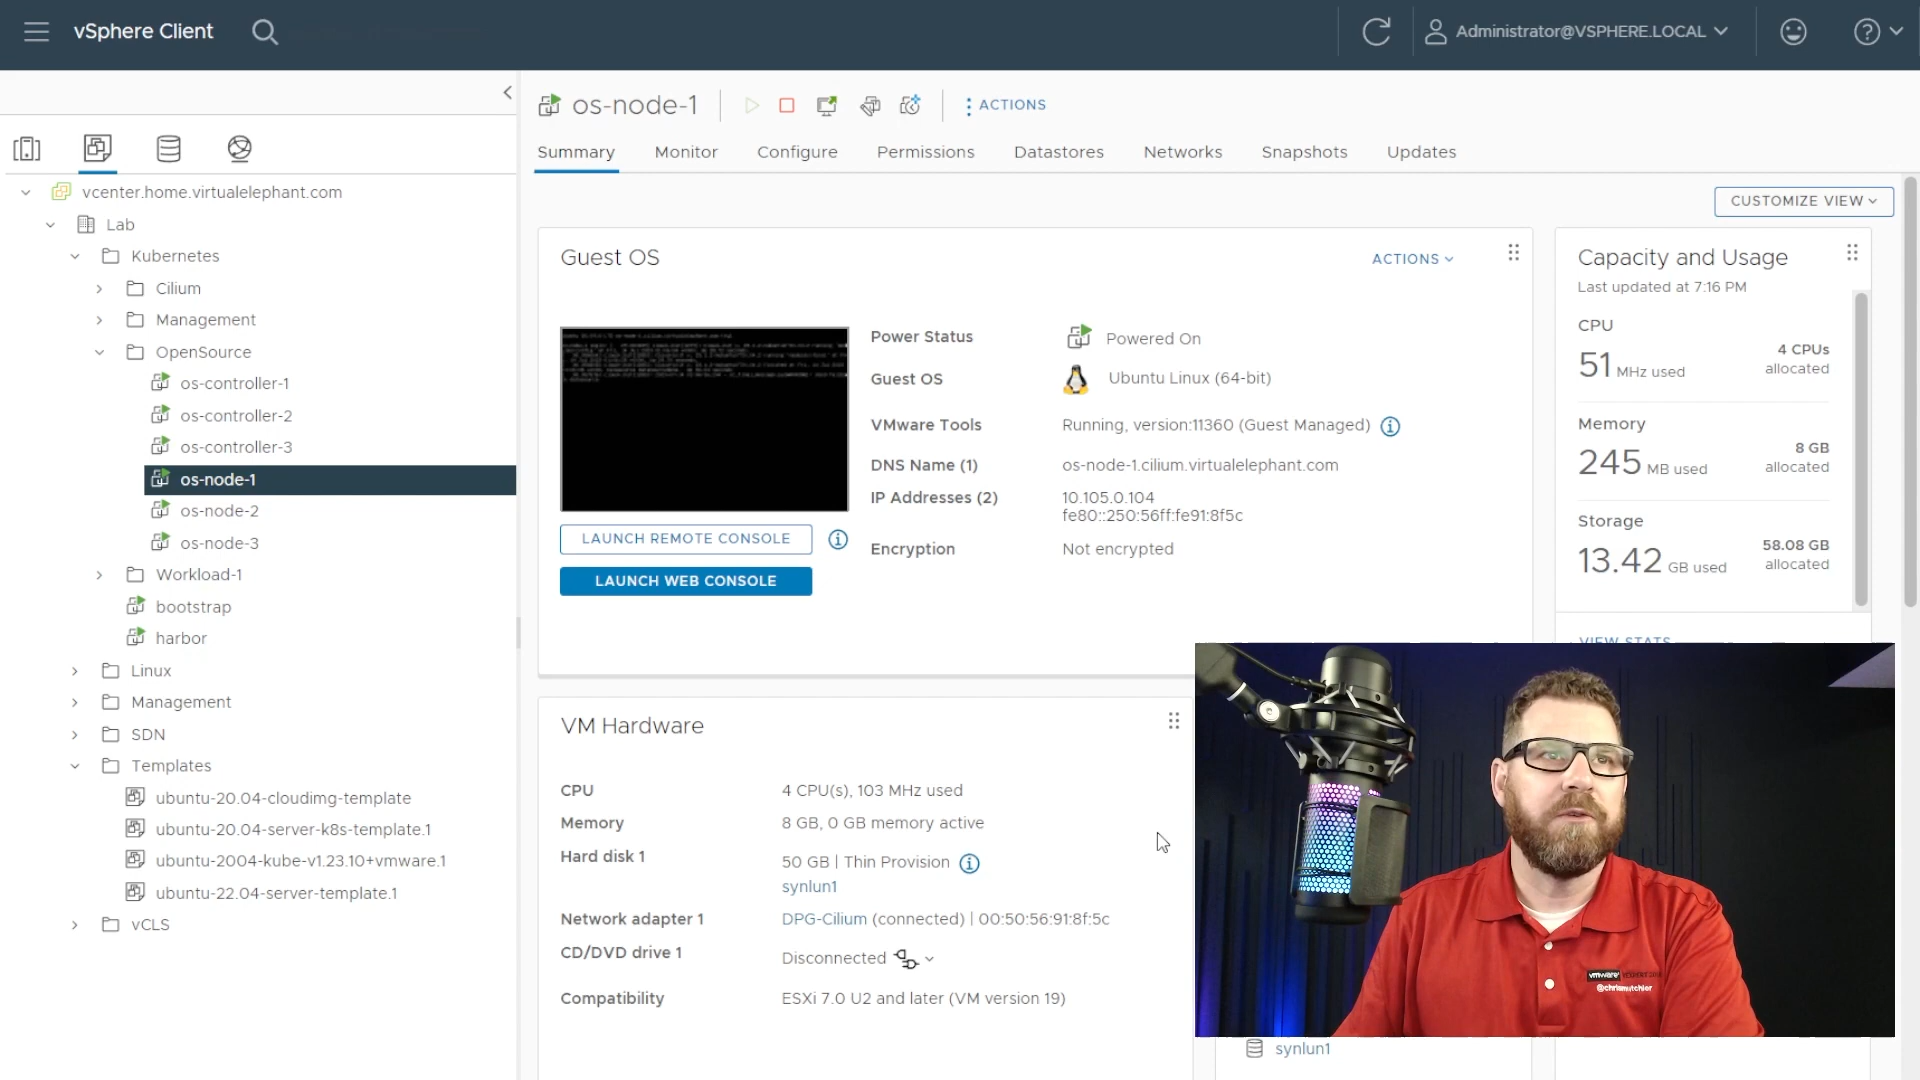 vSphere Client
Administrator@VSPHERE.LOCAL
os-node-1
ACTIONS
Summary
Monitor
Configure
Permissions
Datastores
Networks
Snapshots
Updates
vcenter.home.virtualelephant.com
Lab
Kubernetes
Cilium
Management
OpenSource
os-controller-1
os-controller-2
os-controller-3
os-node-1
os-node-2
os-node-3
Workload-1
bootstrap
harbor
Linux
Management
SDN
Templates
ubuntu-20.04-cloudimg-template
ubuntu-20.04-server-k8s-template.1
ubuntu-2004-kube-v1.23.10+vmware.1
ubuntu-22.04-server-template.1
vCLS
CUSTOMIZE VIEW
Guest OS
ACTIONS
LAUNCH REMOTE CONSOLE
LAUNCH WEB CONSOLE
Power Status Powered On
Guest OS Ubuntu Linux (64-bit)
VMware Tools Running, version:11360 (Guest Managed)
DNS Name (1) os-node-1.cilium.virtualelephant.com
IP Addresses (2) 10.105.0.104
fe80::250:56ff:fe91:8f5c
Encryption Not encrypted
Capacity and Usage
Last updated at 7:16 PM
CPU
51 MHz used
4 CPUs
allocated
Memory
245 MB used
8 GB
allocated
Storage
13.42 GB used
58.08 GB
allocated
VIEW STATS
VM Hardware
CPU 4 CPU(s), 103 MHz used
Memory 8 GB, 0 GB memory active
Hard disk 1 50 GB | Thin Provision
synlun1
Network adapter 1 DPG-Cilium (connected) | 00:50:56:91:8f:5c
CD/DVD drive 1 Disconnected
Compatibility ESXi 7.0 U2 and later (VM version 19)
synlun1
vmware
@chrismutchler